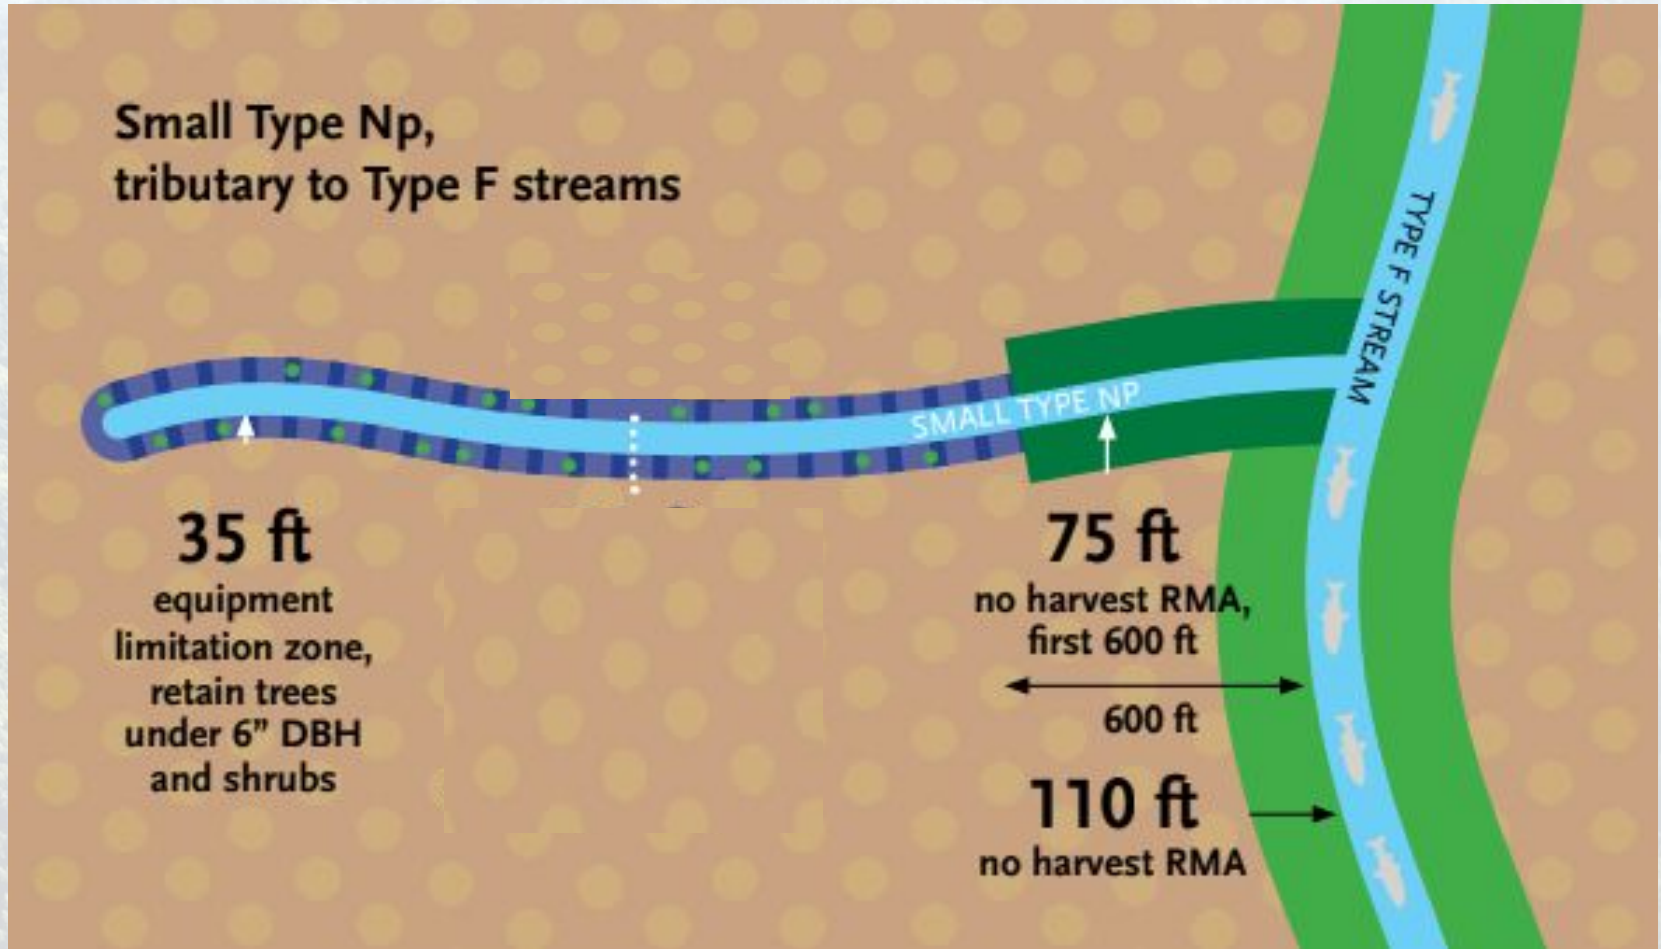 Small Type Np,
tributary to Type F streams
TYPE F STREAM
SMALL TYPE NP
35 ft
equipment
limitation zone,
retain trees
under 6” DBH
and shrubs
75 ft
no harvest RMA,
first 600 ft
600 ft
110 ft
no harvest RMA